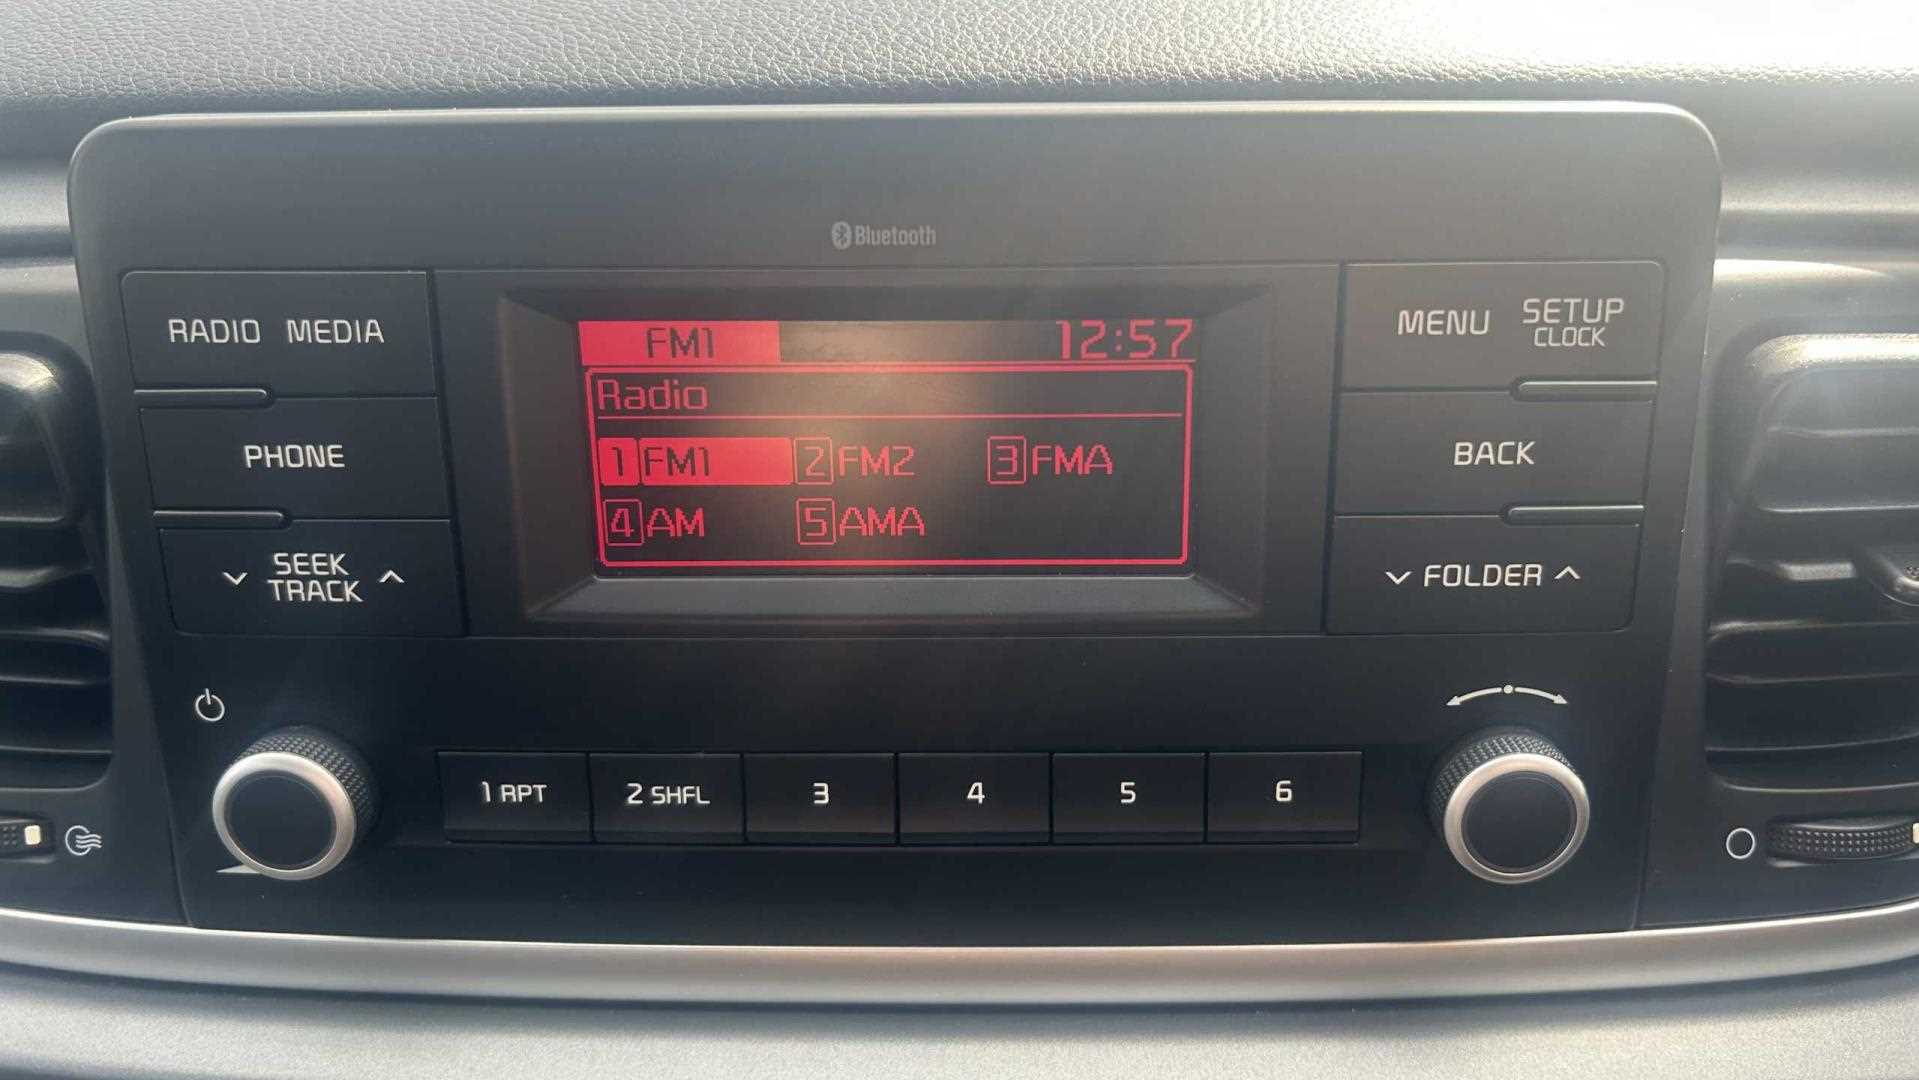 Bluetooth
RADIO MEDIA
PHONE
SEEK
TRACK
FM1 12:57
Radio
1 FM1 2 FM2 3 FMA
4 AM 5 AMA
MENU SETUP
CLOCK
BACK
FOLDER
1 RPT 2 SHFL 3 4 5 6